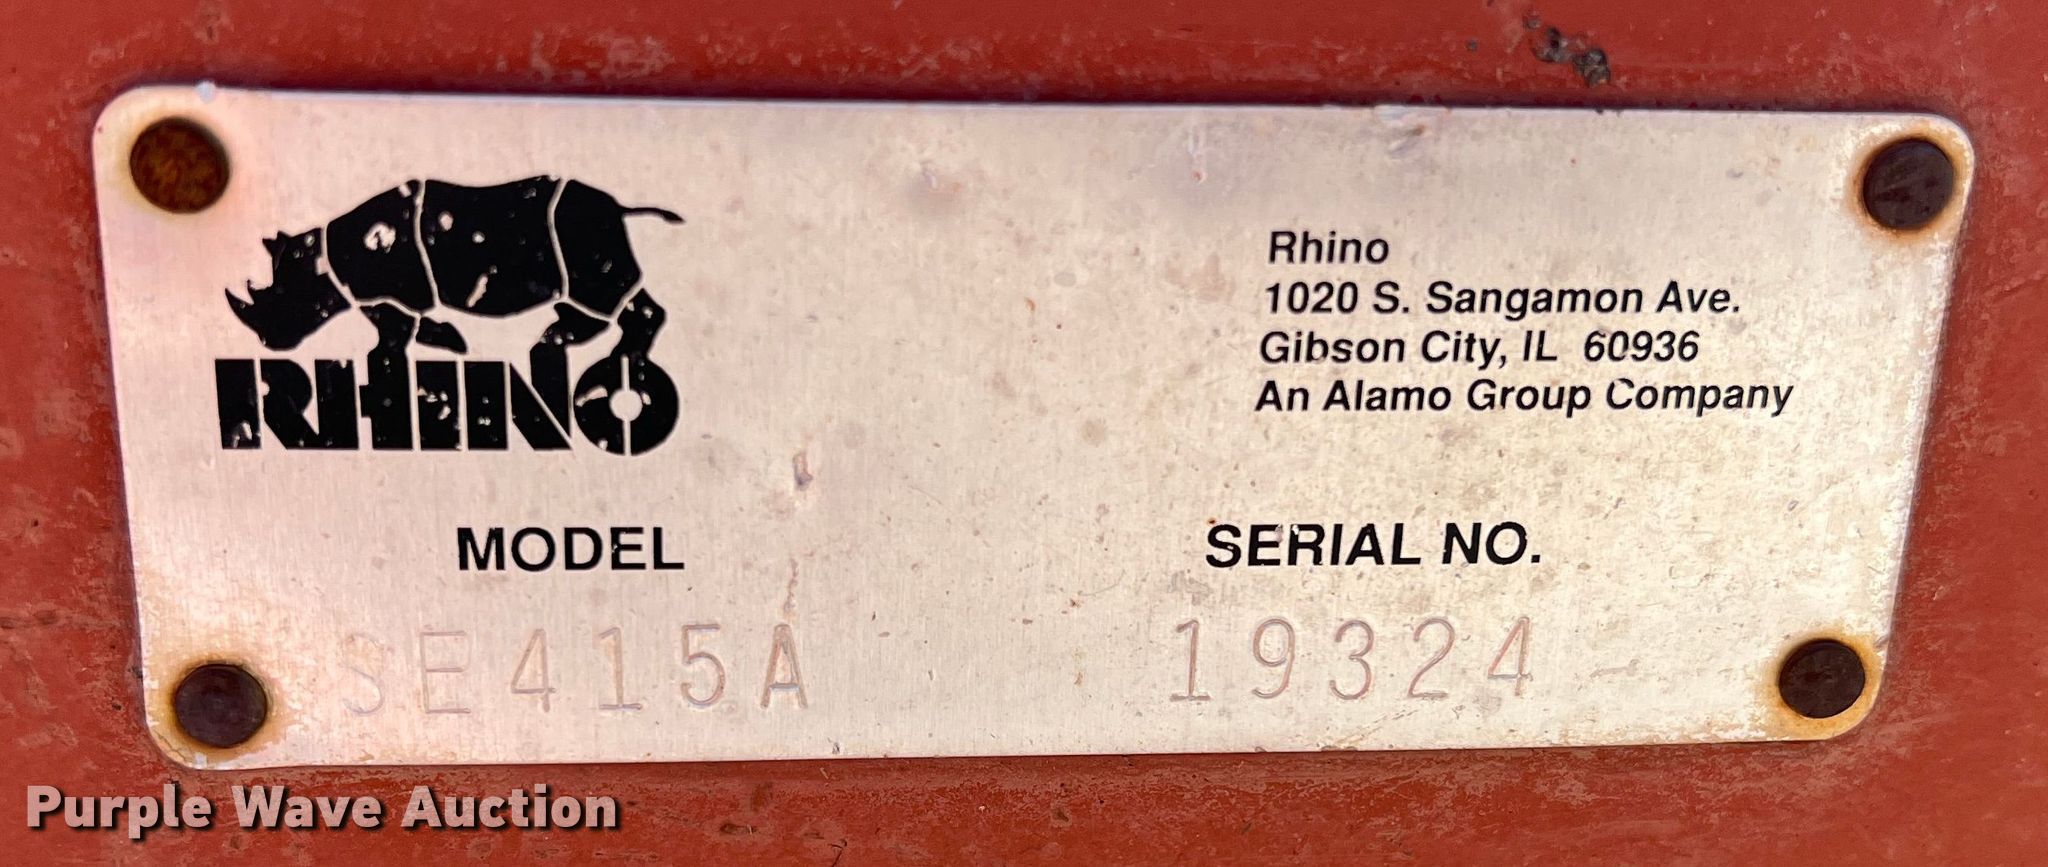 RHINO
Rhino
1020 S. Sangamon Ave.
Gibson City, IL 60936
An Alamo Group Company
MODEL
SERIAL NO.
SE415A
19324
Purple Wave Auction